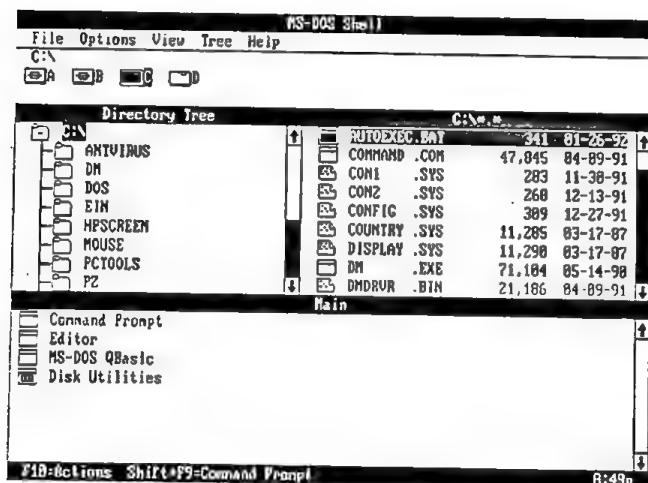 MS-DOS Shell
File Options View Tree Help
C:\
A B C D
Directory Tree
C:\
ANTVIRUS
DM
DOS
EIN
HPSCREEN
MOUSE
PCTOOLS
PZ
C:\*.*
AUTOEXEC.BAT 341 01-26-92
COMMAND .COM 47,845 04-09-91
CON1 .SYS 203 11-30-91
CON2 .SYS 260 12-13-91
CONFIG .SYS 309 12-27-91
COUNTRY .SYS 11,285 03-17-87
DISPLAY .SYS 11,290 03-17-87
DM .EXE 71,104 05-14-90
DMDRVR .BIN 21,186 04-09-91
Main
Command Prompt
Editor
MS-DOS QBasic
Disk Utilities
F10=Actions Shift+F9=Command Prompt 8:49p